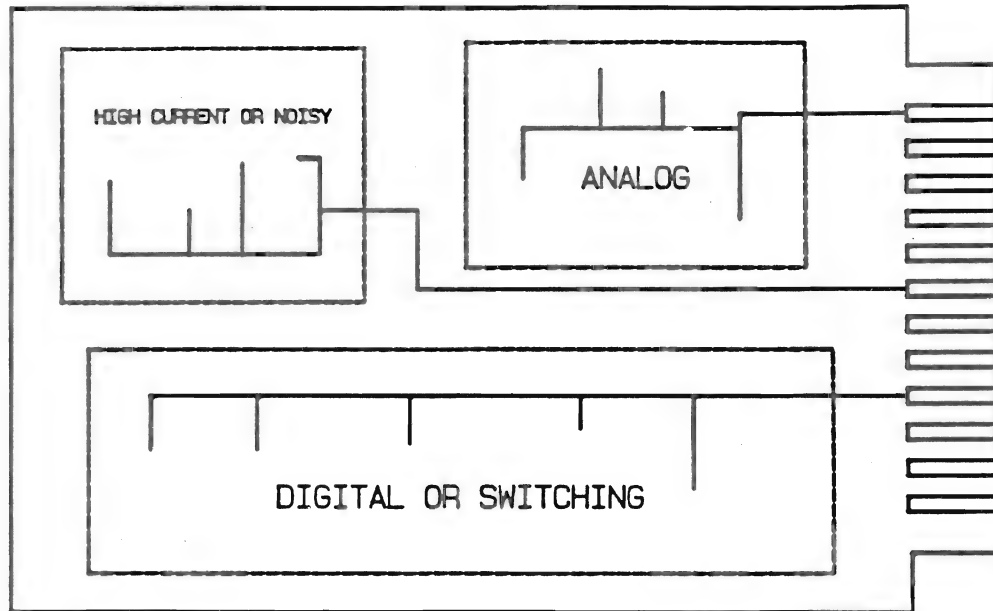 HIGH CURRENT OR NOISY
ANALOG
DIGITAL OR SWITCHING